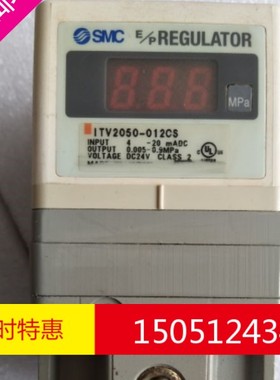 SMC E/P REGULATOR
888
MPa
ITV2050-012CS
INPUT 4 -20 mADC
OUTPUT 0.005-0.9MPa
VOLTAGE DC24V CLASS 2
时特惠 15051243